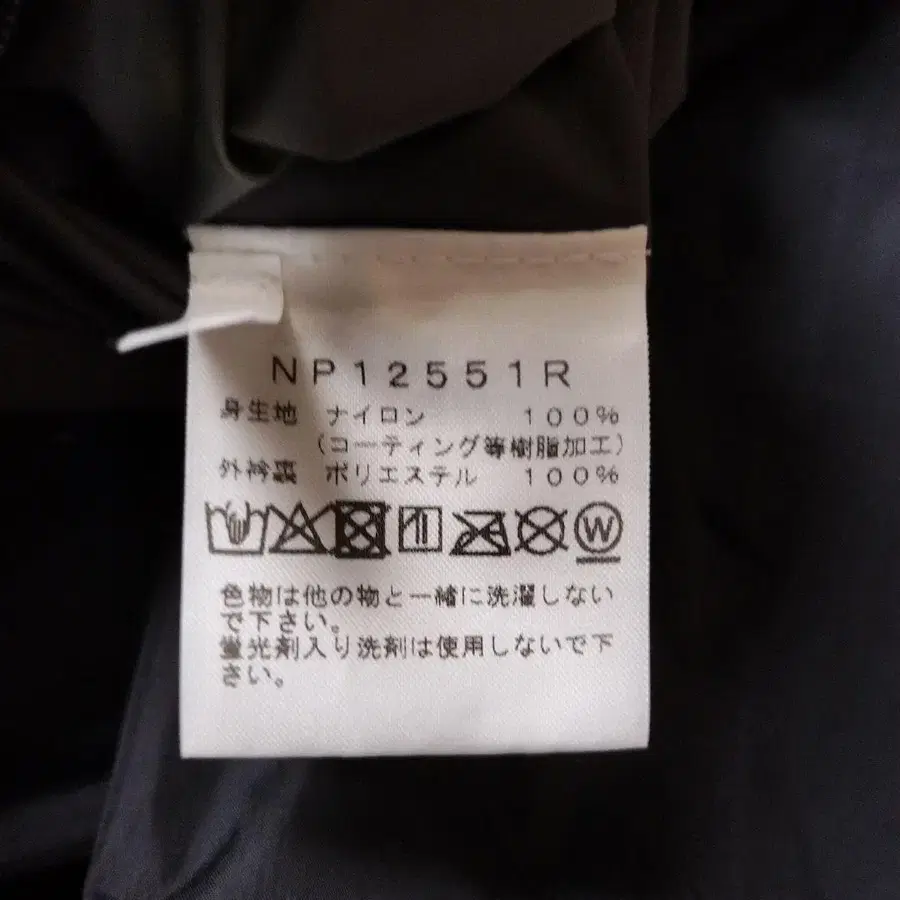 NP12551R
身生地 ナイロン 100%
(コーティング等樹脂加工)
外衿裏 ポリエステル 100%
W
色物は他の物と一緒に洗濯しない
で下さい。
蛍光剤入り洗剤は使用しないで下
さい。